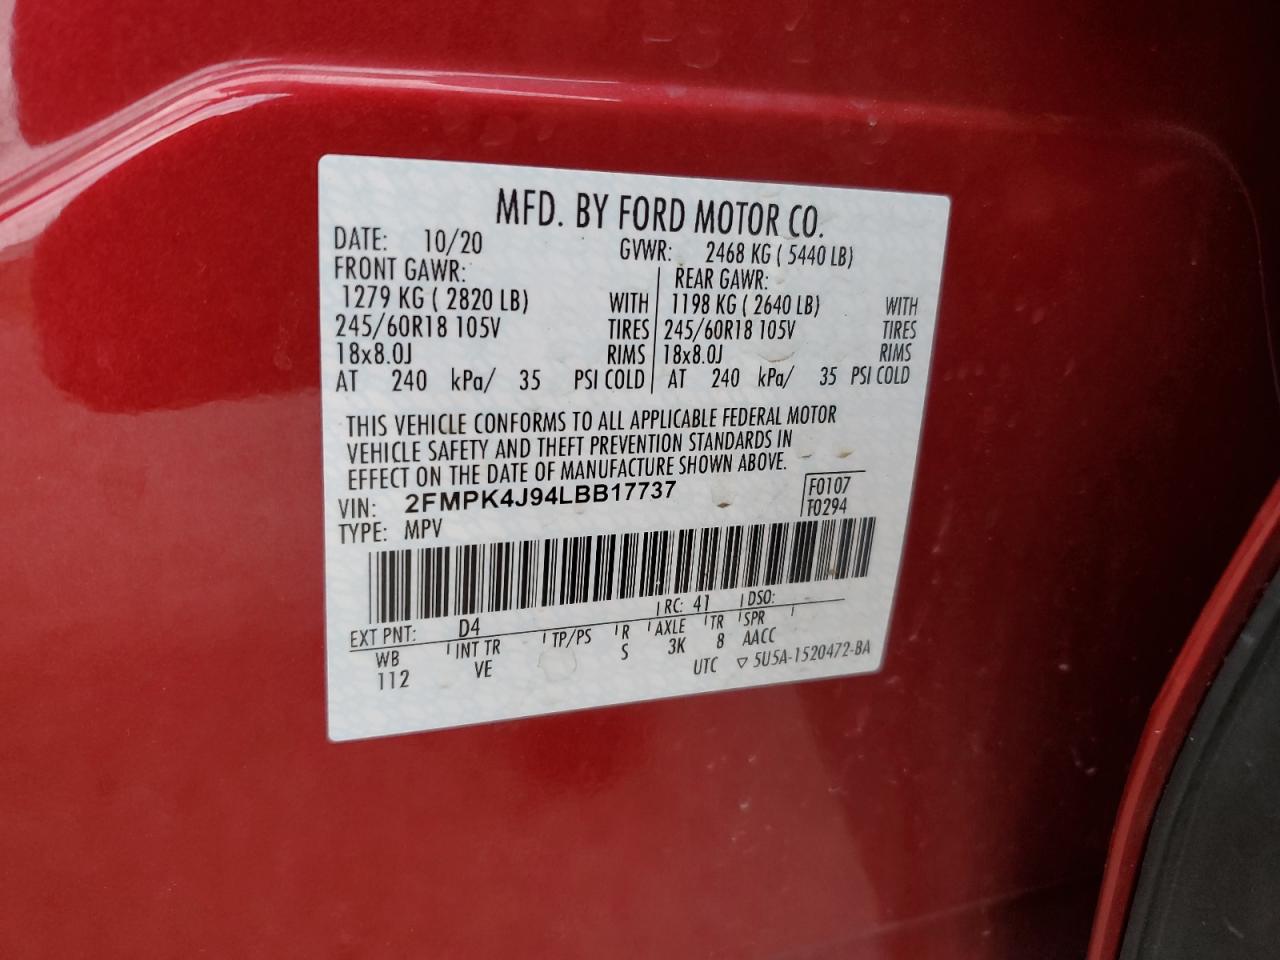 MFD. BY FORD MOTOR CO.
DATE: 10/20 GVWR: 2468 KG ( 5440 LB)
FRONT GAWR: REAR GAWR:
1279 KG ( 2820 LB) WITH 1198 KG ( 2640 LB) WITH
245/60R18 105V TIRES 245/60R18 105V TIRES
18x8.0J RIMS 18x8.0J RIMS
AT 240 kPa/ 35 PSI COLD AT 240 kPa/ 35 PSI COLD
THIS VEHICLE CONFORMS TO ALL APPLICABLE FEDERAL MOTOR
VEHICLE SAFETY AND THEFT PREVENTION STANDARDS IN
EFFECT ON THE DATE OF MANUFACTURE SHOWN ABOVE.
VIN: 2FMPK4J94LBB17737 F0107
TYPE: MPV T0294
EXT PNT: D4 RC: 41 DSO:
WB INT TR TP/PS R AXLE TR SPR
112 VE S 3K 8 AACC
UTC ▽ 5U5A-1520472-BA